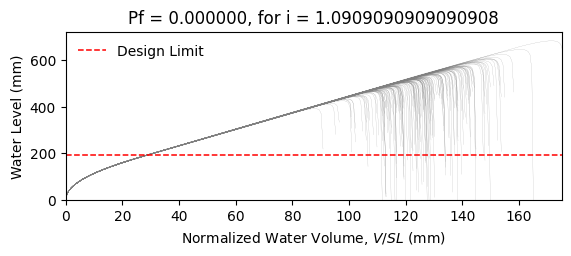 Pf = 0.000000, for i = 1.0909090909090908
Design Limit
Water Level (mm)
600
400
200
0
0 20 40 60 80 100 120 140 160
Normalized Water Volume, V/SL (mm)